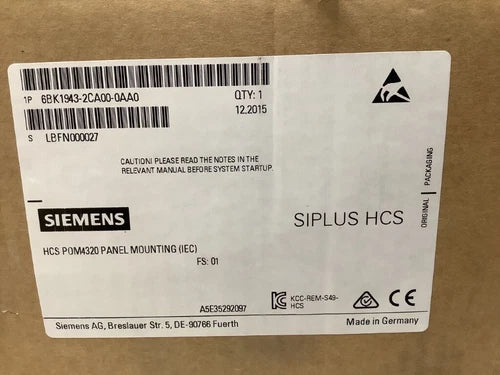 1P 6BK1943-2CA00-0AA0
QTY: 1
12.2015
S LBFN000027
CAUTION! PLEASE READ THE NOTES IN THE
RELEVANT MANUAL BEFORE SYSTEM STARTUP.
ORIGINAL | PACKAGING
SIEMENS
SIPLUS HCS
HCS POM4320 PANEL MOUNTING (IEC)
FS: 01
A5E35292097
KCC-REM-S49-
HCS
CE
Siemens AG, Breslauer Str. 5, DE-90766 Fuerth
Made in Germany